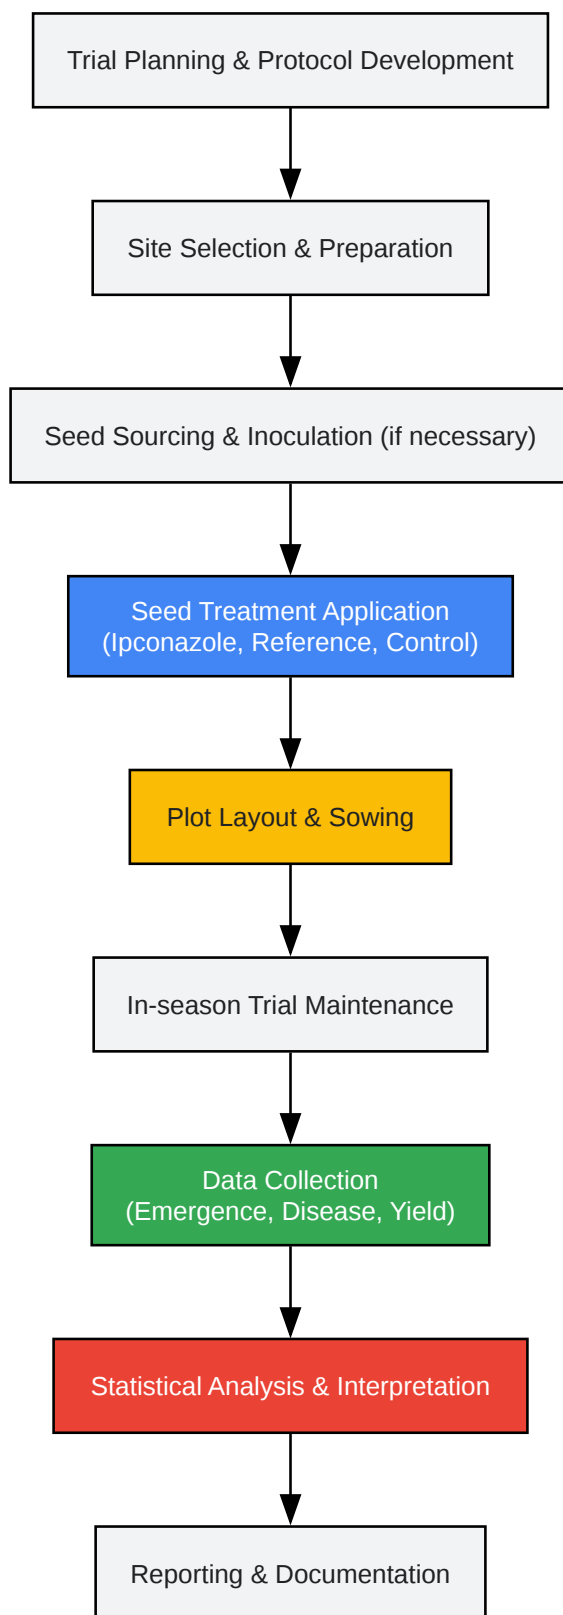 Trial Planning & Protocol Development
Site Selection & Preparation
Seed Sourcing & Inoculation (if necessary)
Seed Treatment Application
(Ipconazole, Reference, Control)
Plot Layout & Sowing
In-season Trial Maintenance
Data Collection
(Emergence, Disease, Yield)
Statistical Analysis & Interpretation
Reporting & Documentation